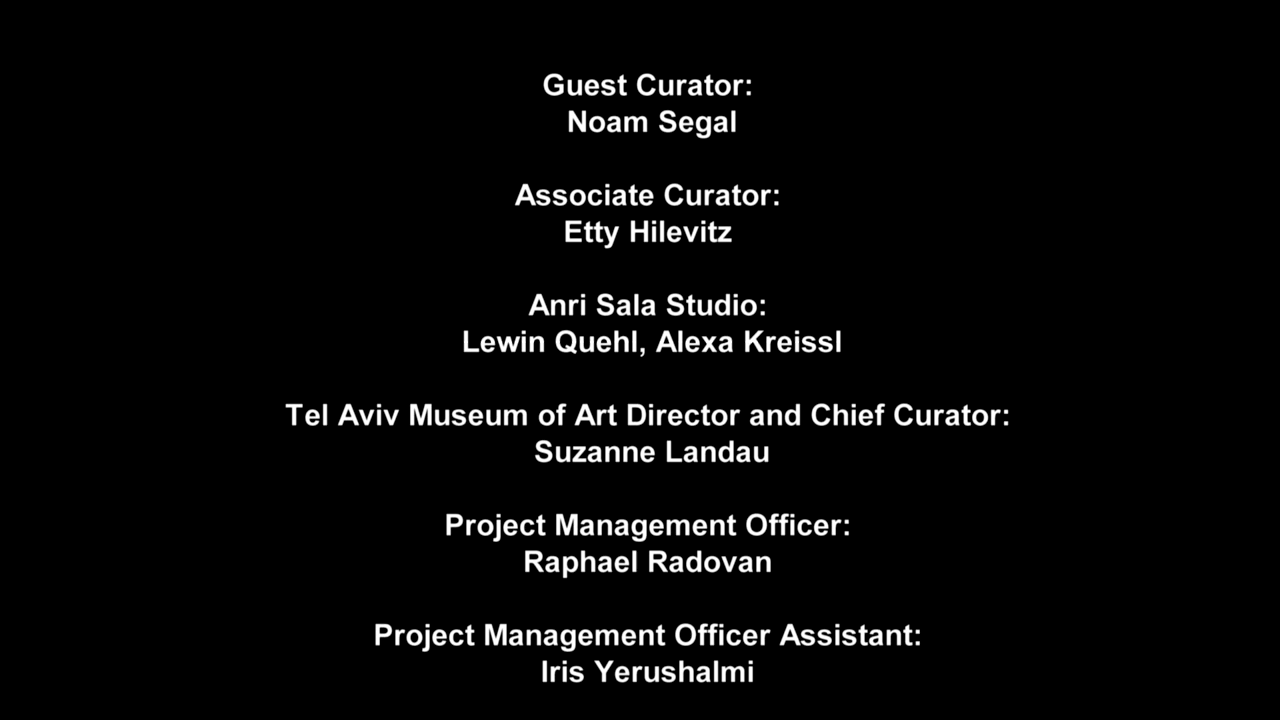 Guest Curator:
Noam Segal
Associate Curator:
Etty Hilevitz
Anri Sala Studio:
Lewin Quehl, Alexa Kreissl
Tel Aviv Museum of Art Director and Chief Curator:
Suzanne Landau
Project Management Officer:
Raphael Radovan
Project Management Officer Assistant:
Iris Yerushalmi